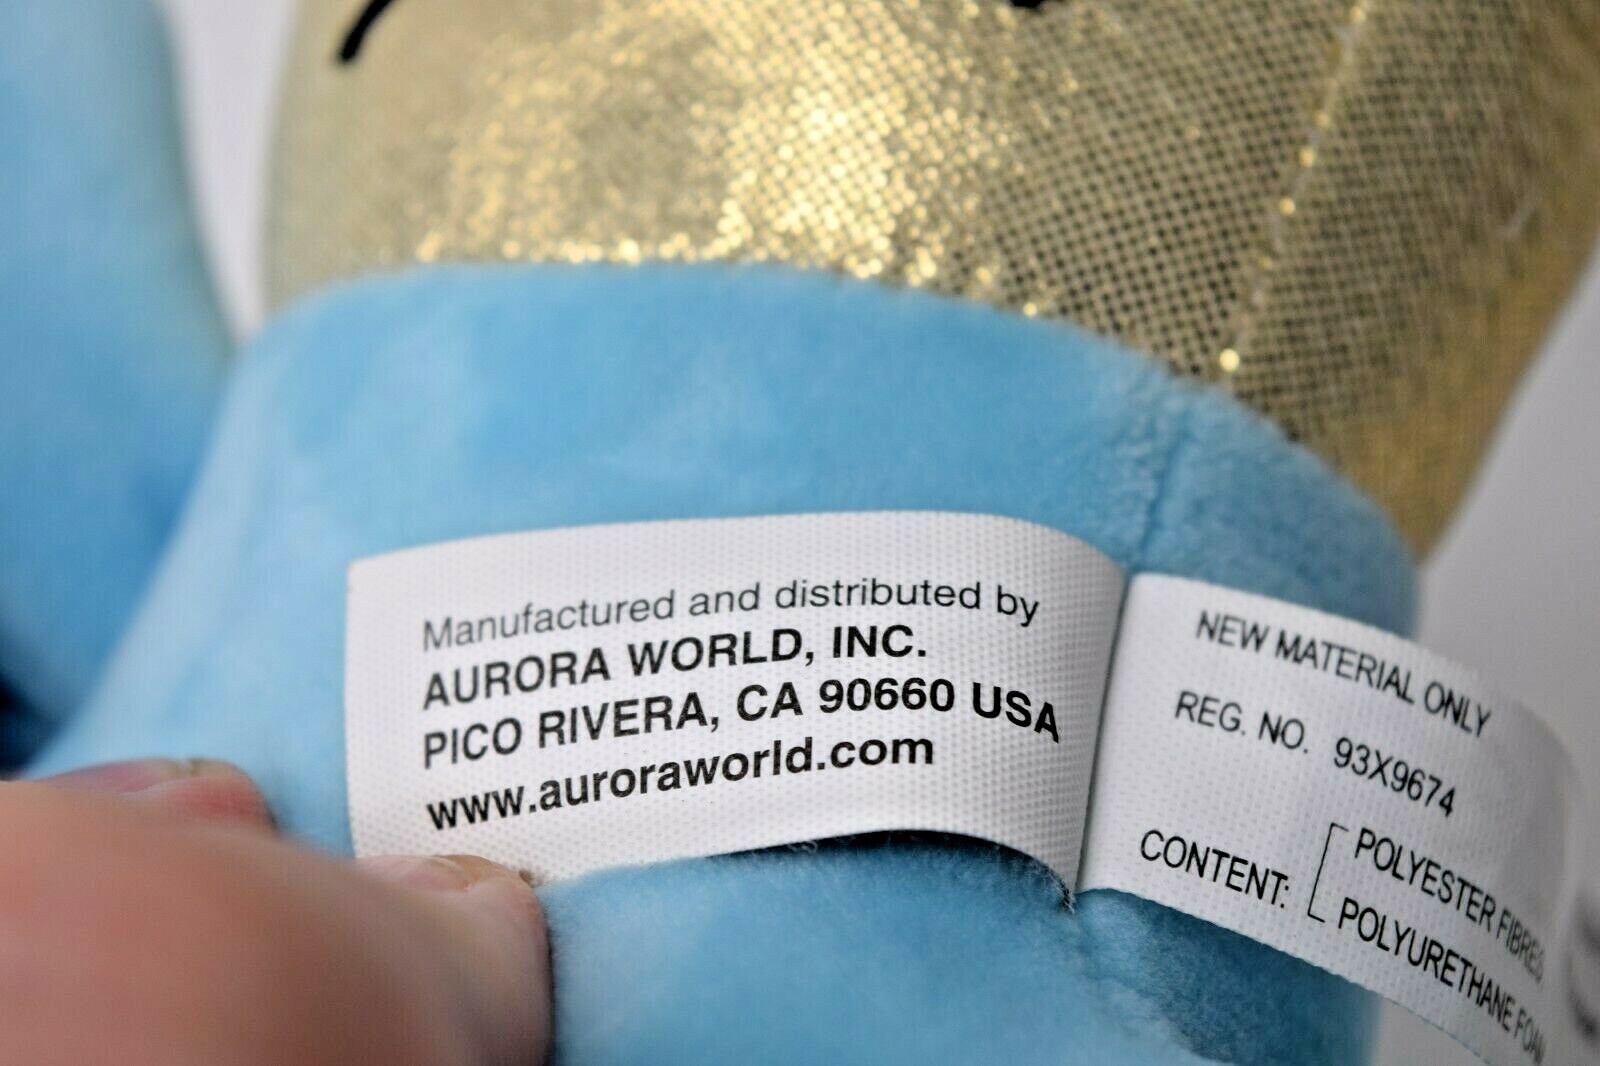 Manufactured and distributed by
AURORA WORLD, INC.
PICO RIVERA, CA 90660 USA
www.auroraworld.com
NEW MATERIAL ONLY
REG. NO. 93X9674
CONTENT:
POLYESTER FIBRES
POLYURETHANE FOAM